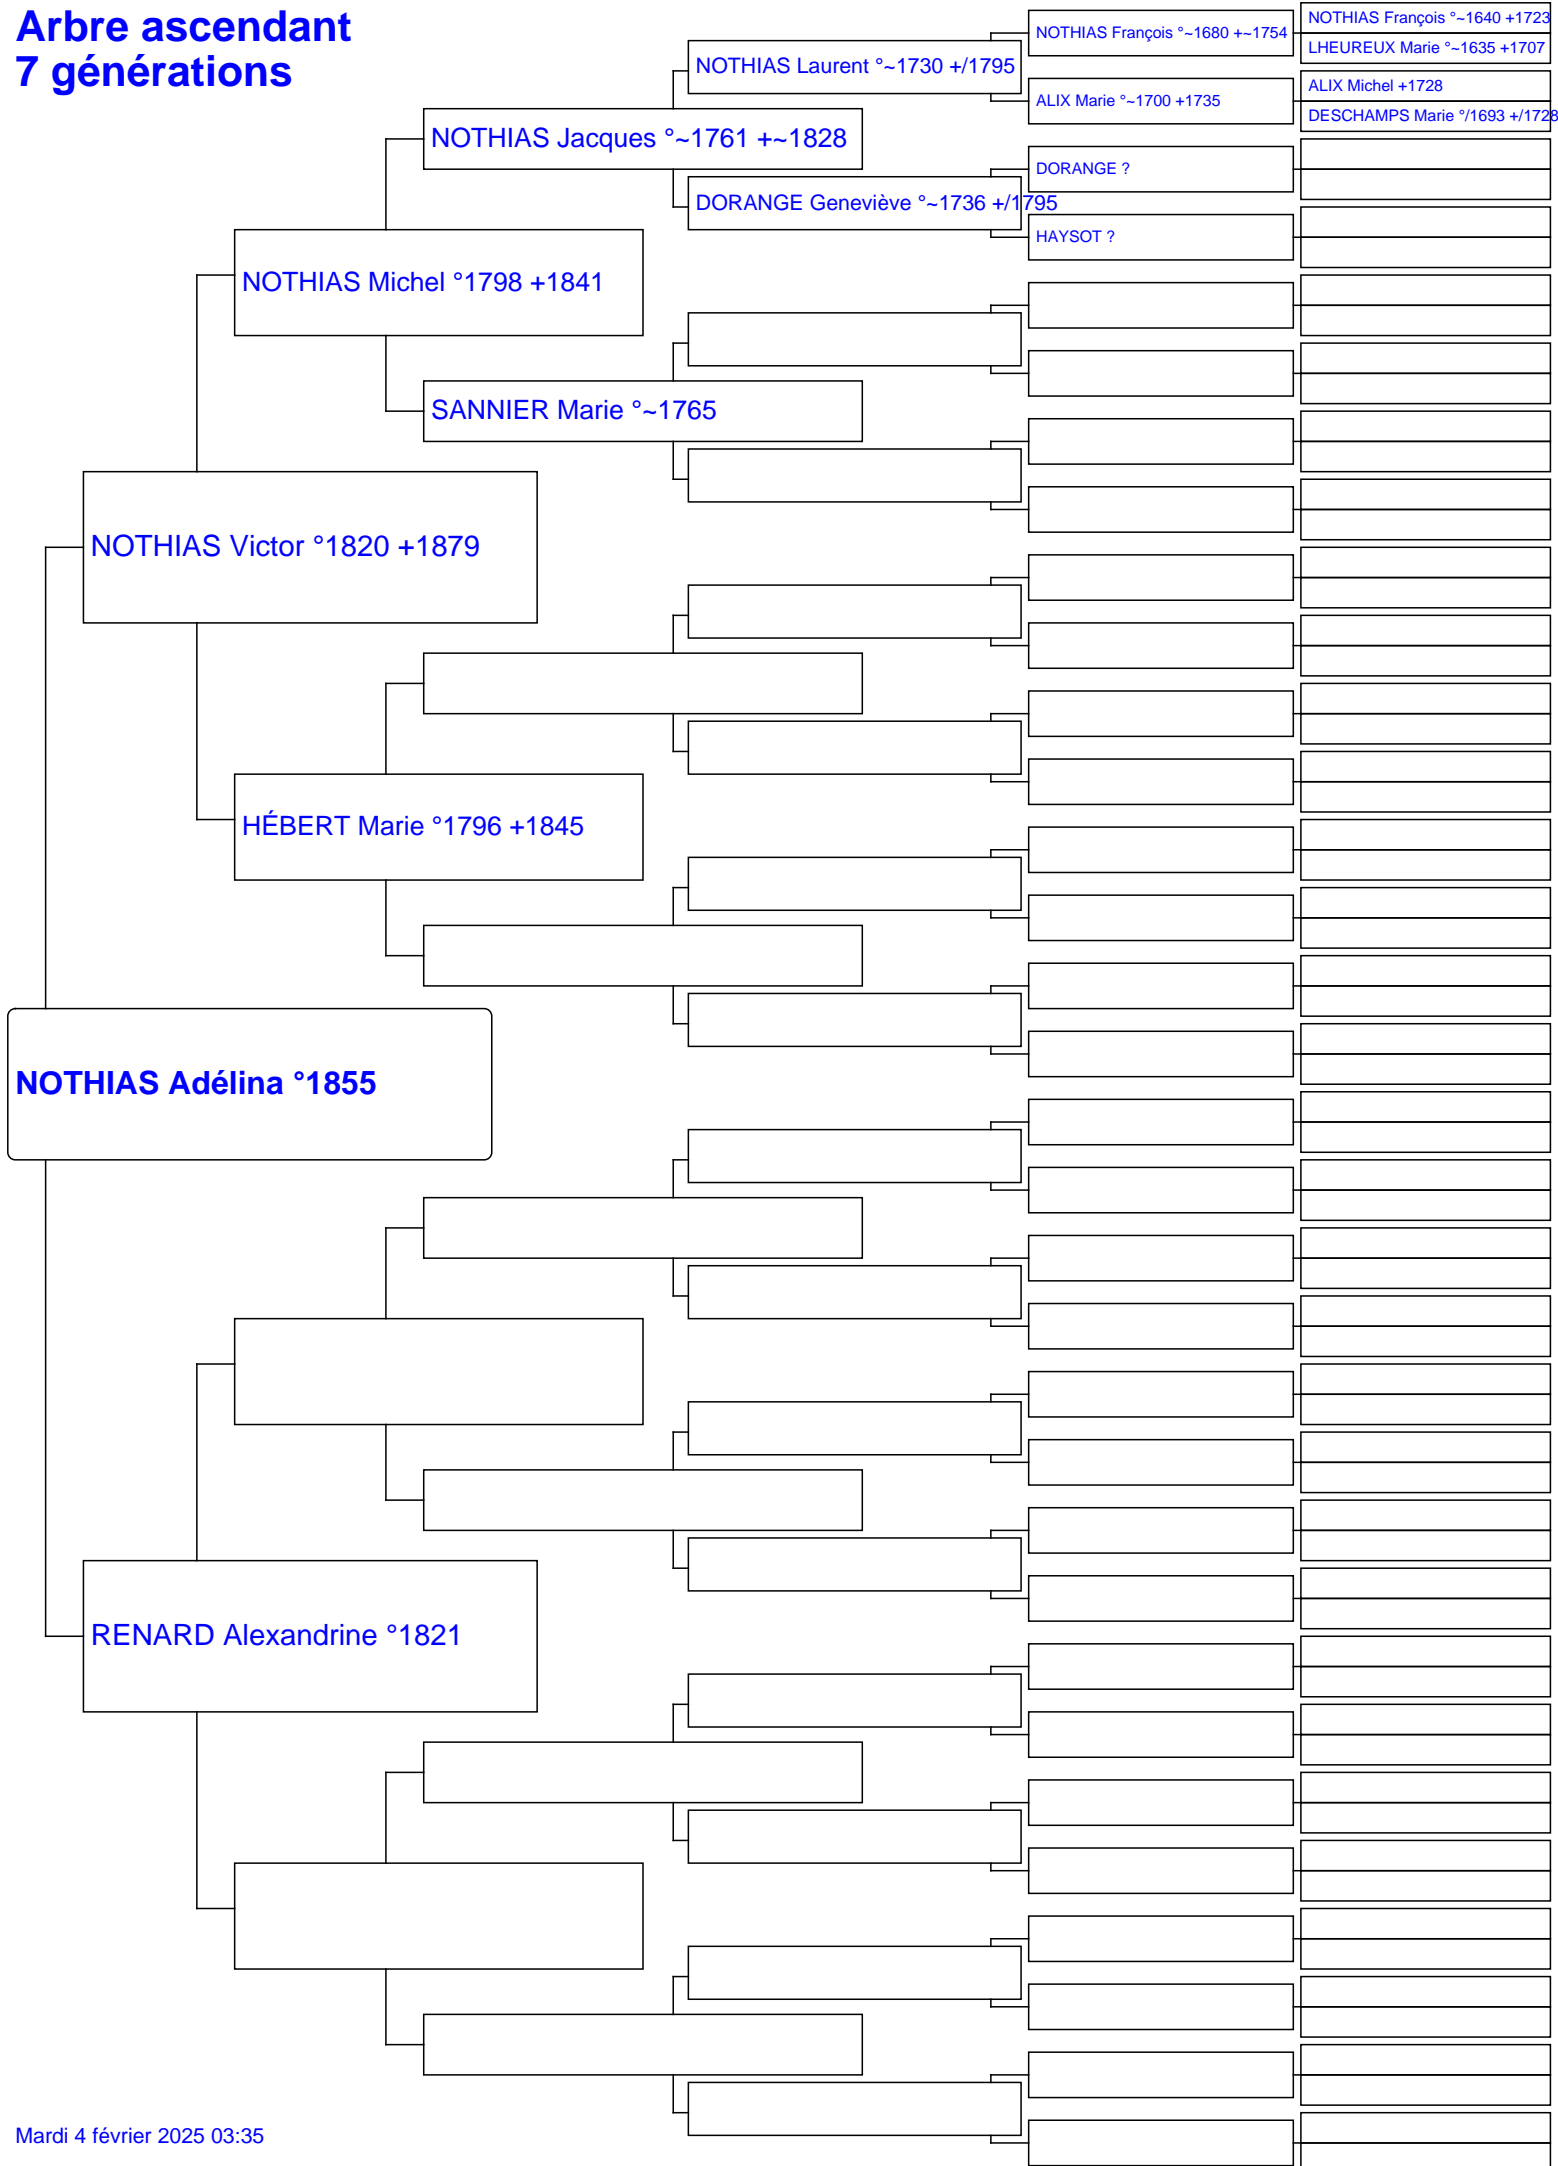 Arbre ascendant
7 générations
NOTHIAS François °~1640 +1723
NOTHIAS François °~1680 +~1754
LHEUREUX Marie °~1635 +1707
NOTHIAS Laurent °~1730 +/1795
ALIX Michel +1728
ALIX Marie °~1700 +1735
DESCHAMPS Marie °/1693 +/1728
NOTHIAS Jacques °~1761 +~1828
DORANGE ?
DORANGE Geneviève °~1736 +/1795
HAYSOT ?
NOTHIAS Michel °1798 +1841
SANNIER Marie °~1765
NOTHIAS Victor °1820 +1879
HÉBERT Marie °1796 +1845
NOTHIAS Adélina °1855
RENARD Alexandrine °1821
Mardi 4 février 2025 03:35